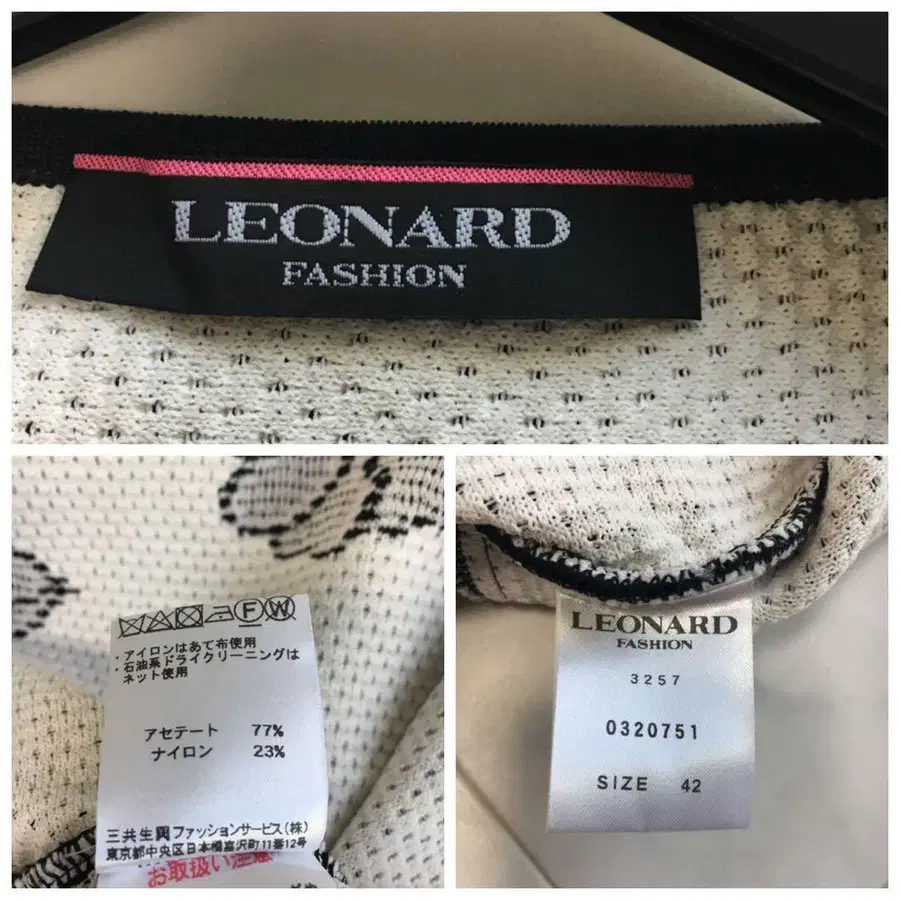 LEONARD
FASHION
F W
・アイロンはあて布使用
・石油系ドライクリーニングは
ネット使用
アセテート 77%
ナイロン 23%
三共生興ファッションサービス(株)
東京都中央区日本橋富沢町11番12号
お取扱い注意
LEONARD
FASHION
3257
0320751
SIZE 42